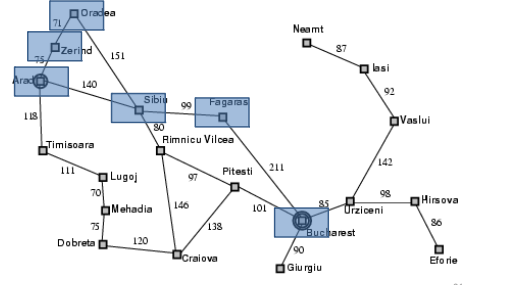 Oradea
71
Neamt
Zerind
87
75
151
Iasi
Arad
140
92
Sibiu
99
Fagaras
118
80
Vaslui
Timisoara
Rimnicu Vilcea
111
142
Lugoj
97
Pitesti
211
70
98
Hirsova
146
85
Mehadia
101
Urziceni
75
138
86
Bucharest
Dobreta
120
90
Craiova
Eforie
Giurgiu